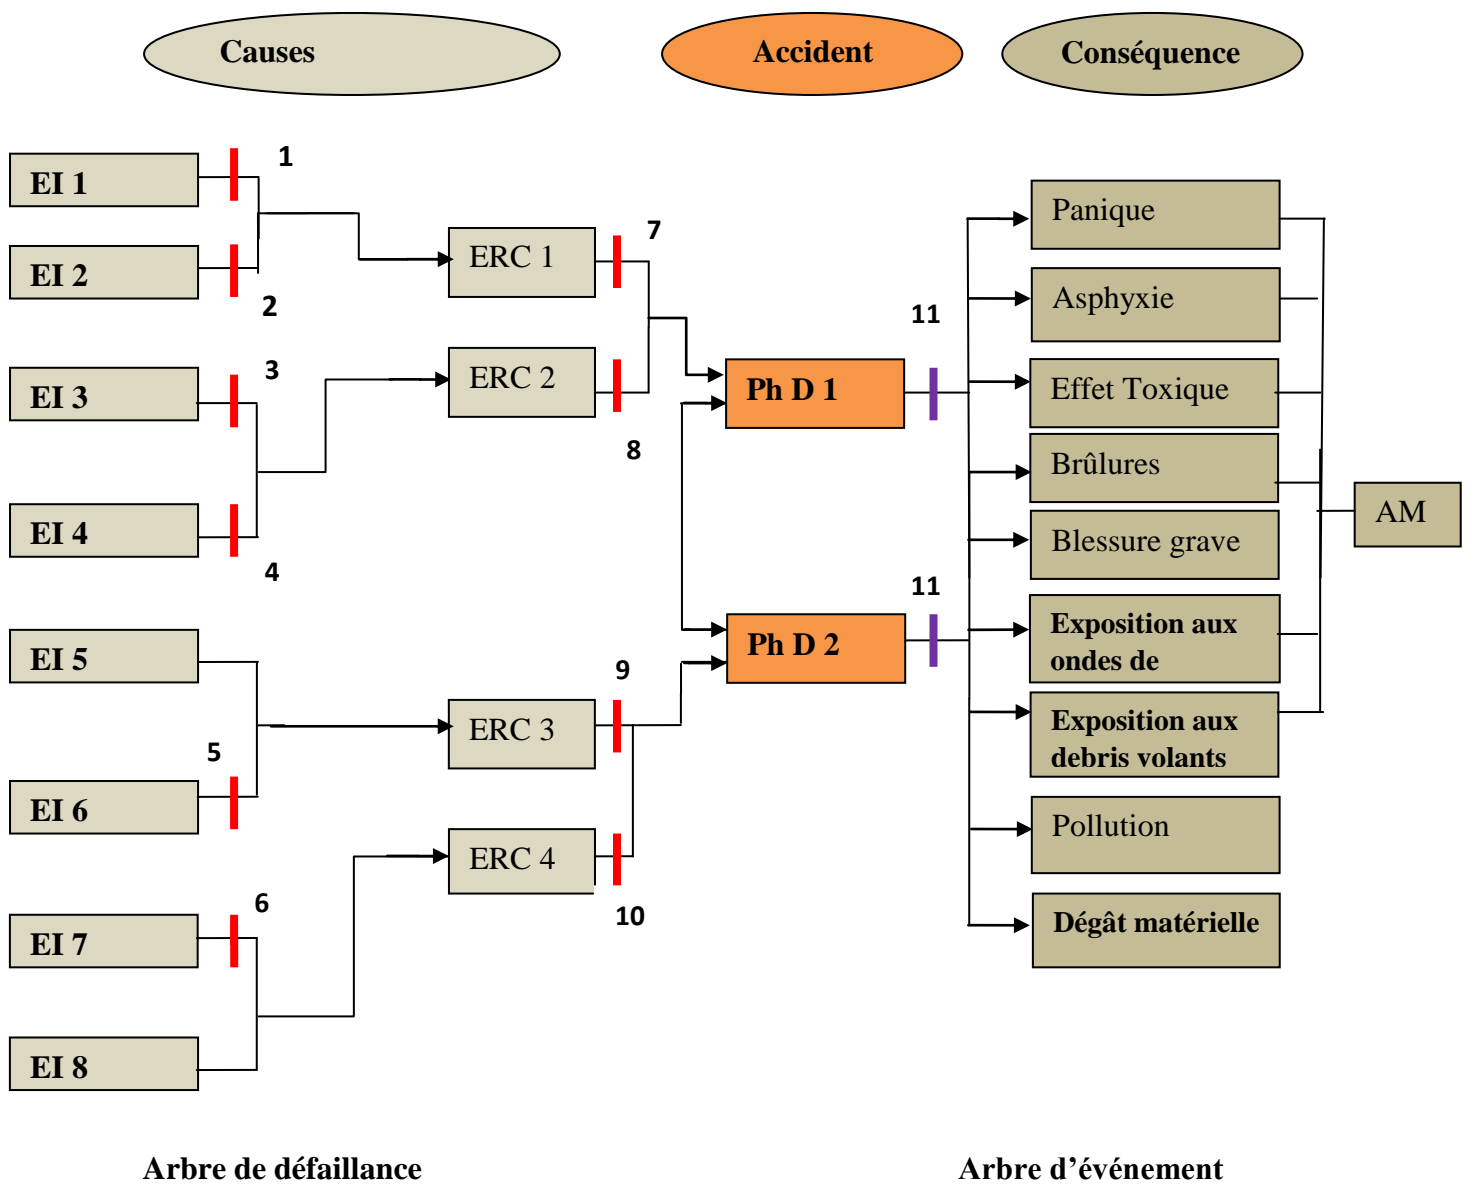 Causes
Accident
Conséquence
EI 1
1
EI 2
2
EI 3
3
EI 4
4
EI 5
EI 6
5
EI 7
6
EI 8
ERC 1
7
ERC 2
8
ERC 3
9
ERC 4
10
Ph D 1
11
Ph D 2
11
Panique
Asphyxie
Effet Toxique
Brûlures
Blessure grave
Exposition aux
ondes de
Exposition aux
debris volants
Pollution
Dégât matérielle
AM
Arbre de défaillance
Arbre d’événement